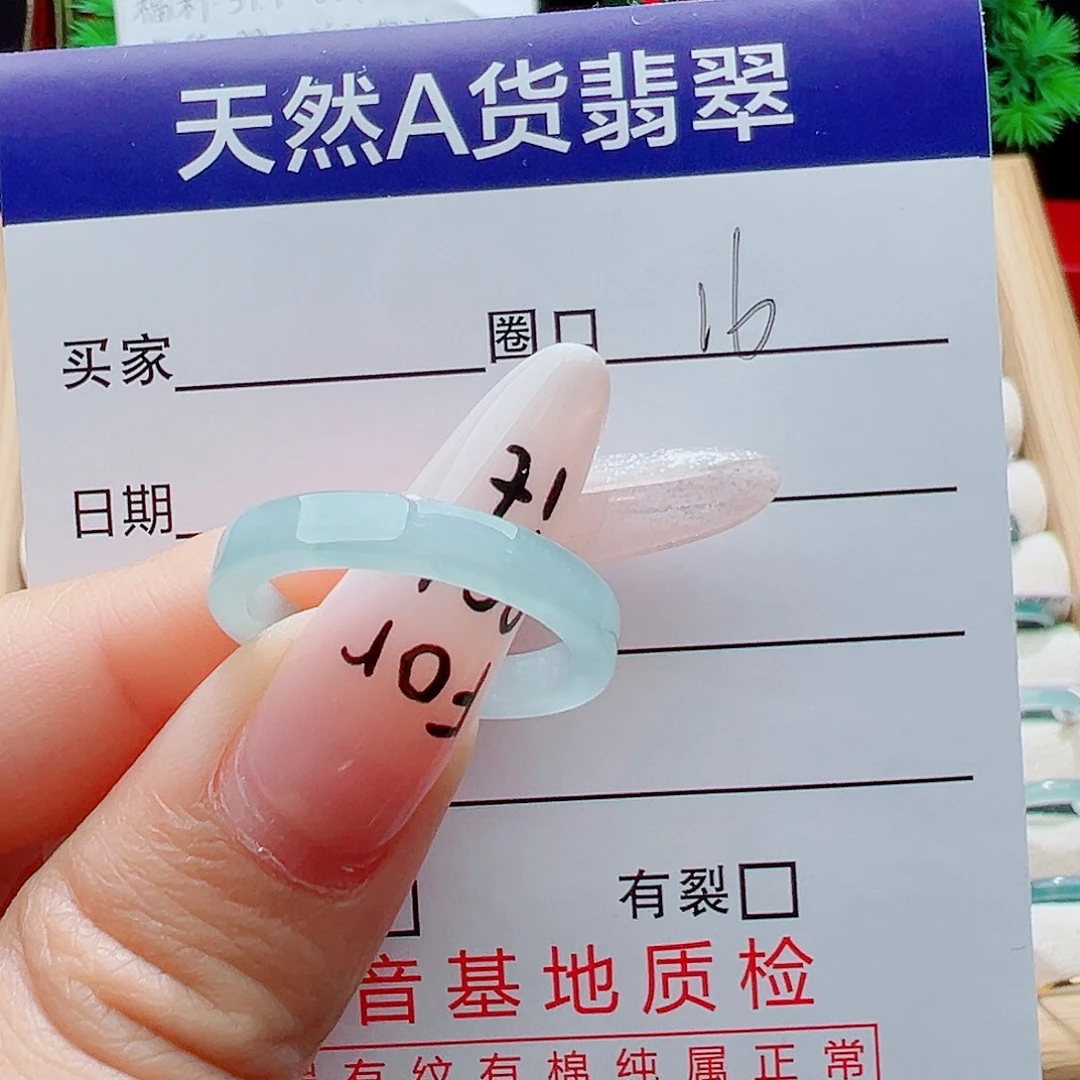 天然A货翡翠
买家 圈口 16
日期
For
有裂
音基地质检
有纹有棉纯属正常